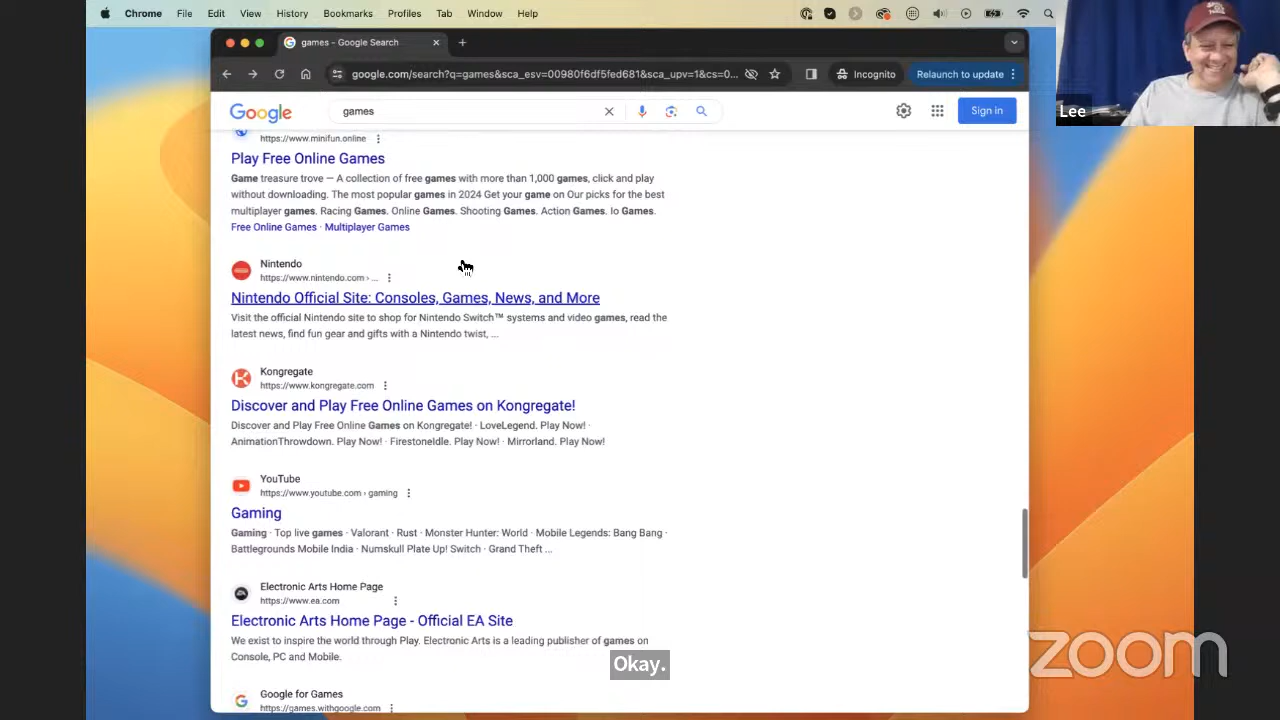 Chrome File Edit View History Bookmarks Profiles Tab Window Help
games - Google Search
google.com/search?q=games&sca_esv=00980f6df5fed681&sca_upv=1&cs=0...
Incognito
Relaunch to update
Google
games
Sign in
https://www.minifun.online
Play Free Online Games
Game treasure trove — A collection of free games with more than 1,000 games, click and play
without downloading. The most popular games in 2024 Get your game on Our picks for the best
multiplayer games. Racing Games. Online Games. Shooting Games. Action Games. Io Games.
Free Online Games · Multiplayer Games
Nintendo
https://www.nintendo.com › ...
Nintendo Official Site: Consoles, Games, News, and More
Visit the official Nintendo site to shop for Nintendo Switch™ systems and video games, read the
latest news, find fun gear and gifts with a Nintendo twist, ...
Kongregate
https://www.kongregate.com
Discover and Play Free Online Games on Kongregate!
Discover and Play Free Online Games on Kongregate! · LoveLegend. Play Now! ·
AnimationThrowdown. Play Now! · FirestoneIdle. Play Now! · Mirrorland. Play Now!
YouTube
https://www.youtube.com › gaming
Gaming
Gaming · Top live games · Valorant · Rust · Monster Hunter: World · Mobile Legends: Bang Bang ·
Battlegrounds Mobile India · Numskull Plate Up! Switch · Grand Theft ...
Electronic Arts Home Page
https://www.ea.com
Electronic Arts Home Page - Official EA Site
We exist to inspire the world through Play. Electronic Arts is a leading publisher of games on
Console, PC and Mobile.
Google for Games
https://games.withgoogle.com
Lee
Okay.
zoom